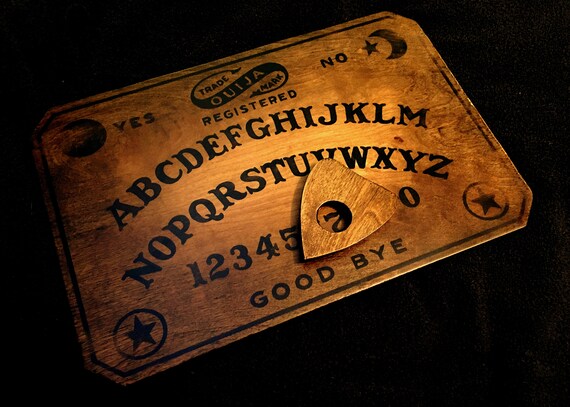 YES
TRADE MARK
OUIJA
REGISTERED
NO
ABCDEFGHIJKLM
NOPQRSTUVWXYZ
12345 0
GOOD BYE